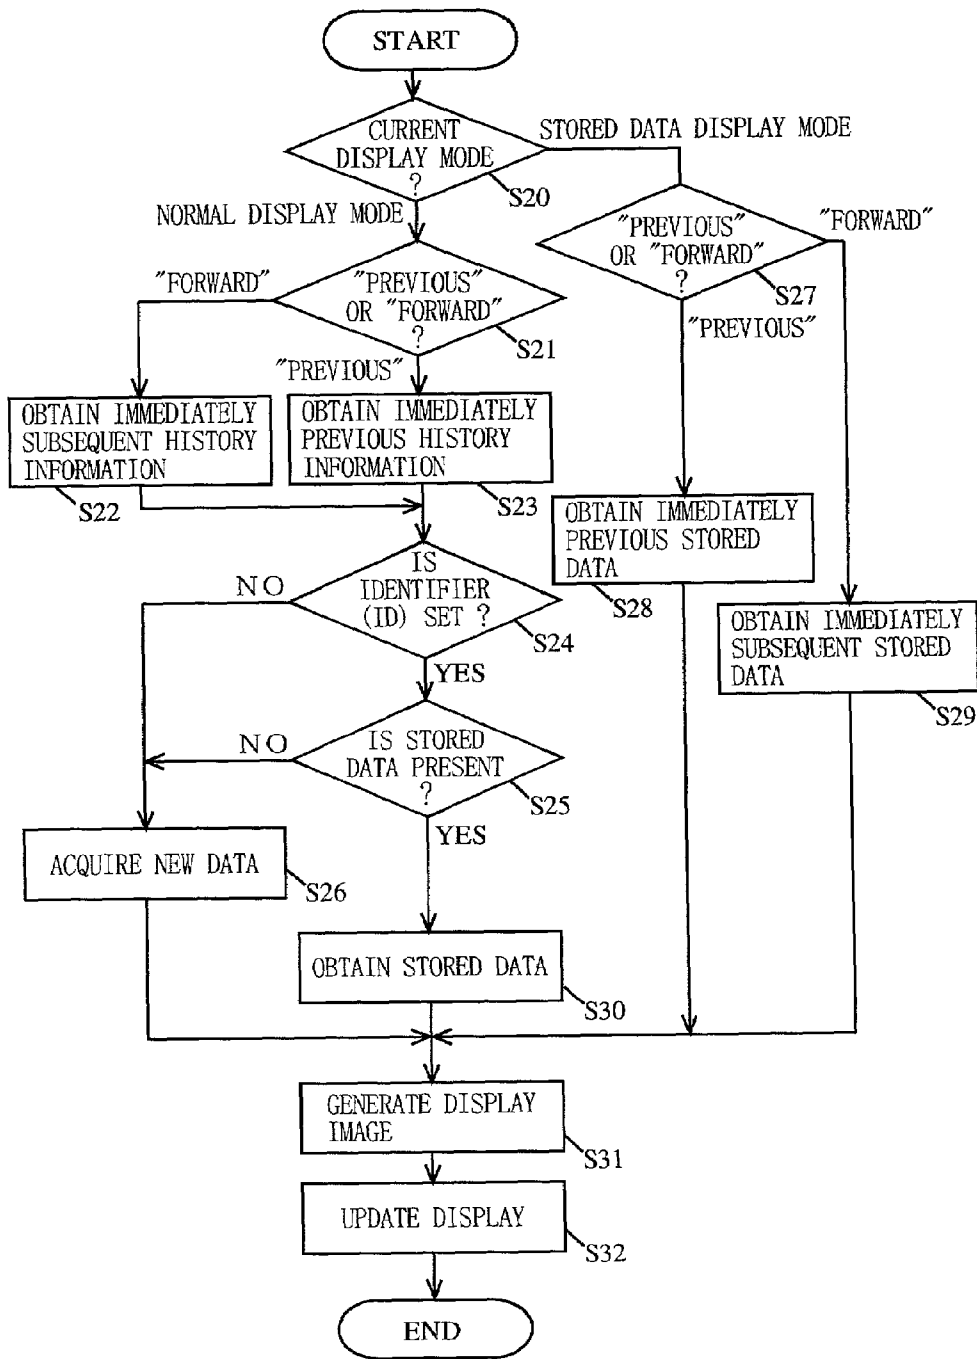 START
CURRENT
DISPLAY MODE
?
STORED DATA DISPLAY MODE
S20
NORMAL DISPLAY MODE
"PREVIOUS"
OR "FORWARD"
?
"FORWARD"
S27
"PREVIOUS"
"FORWARD"
"PREVIOUS"
OR "FORWARD"
?
S21
"PREVIOUS"
OBTAIN IMMEDIATELY
SUBSEQUENT HISTORY
INFORMATION
S22
OBTAIN IMMEDIATELY
PREVIOUS HISTORY
INFORMATION
S23
OBTAIN IMMEDIATELY
PREVIOUS STORED
DATA
S28
IS
IDENTIFIER
(ID) SET ?
NO
S24
YES
OBTAIN IMMEDIATELY
SUBSEQUENT STORED
DATA
S29
IS STORED
DATA PRESENT
?
NO
S25
YES
ACQUIRE NEW DATA
S26
OBTAIN STORED DATA
S30
GENERATE DISPLAY
IMAGE
S31
UPDATE DISPLAY
S32
END